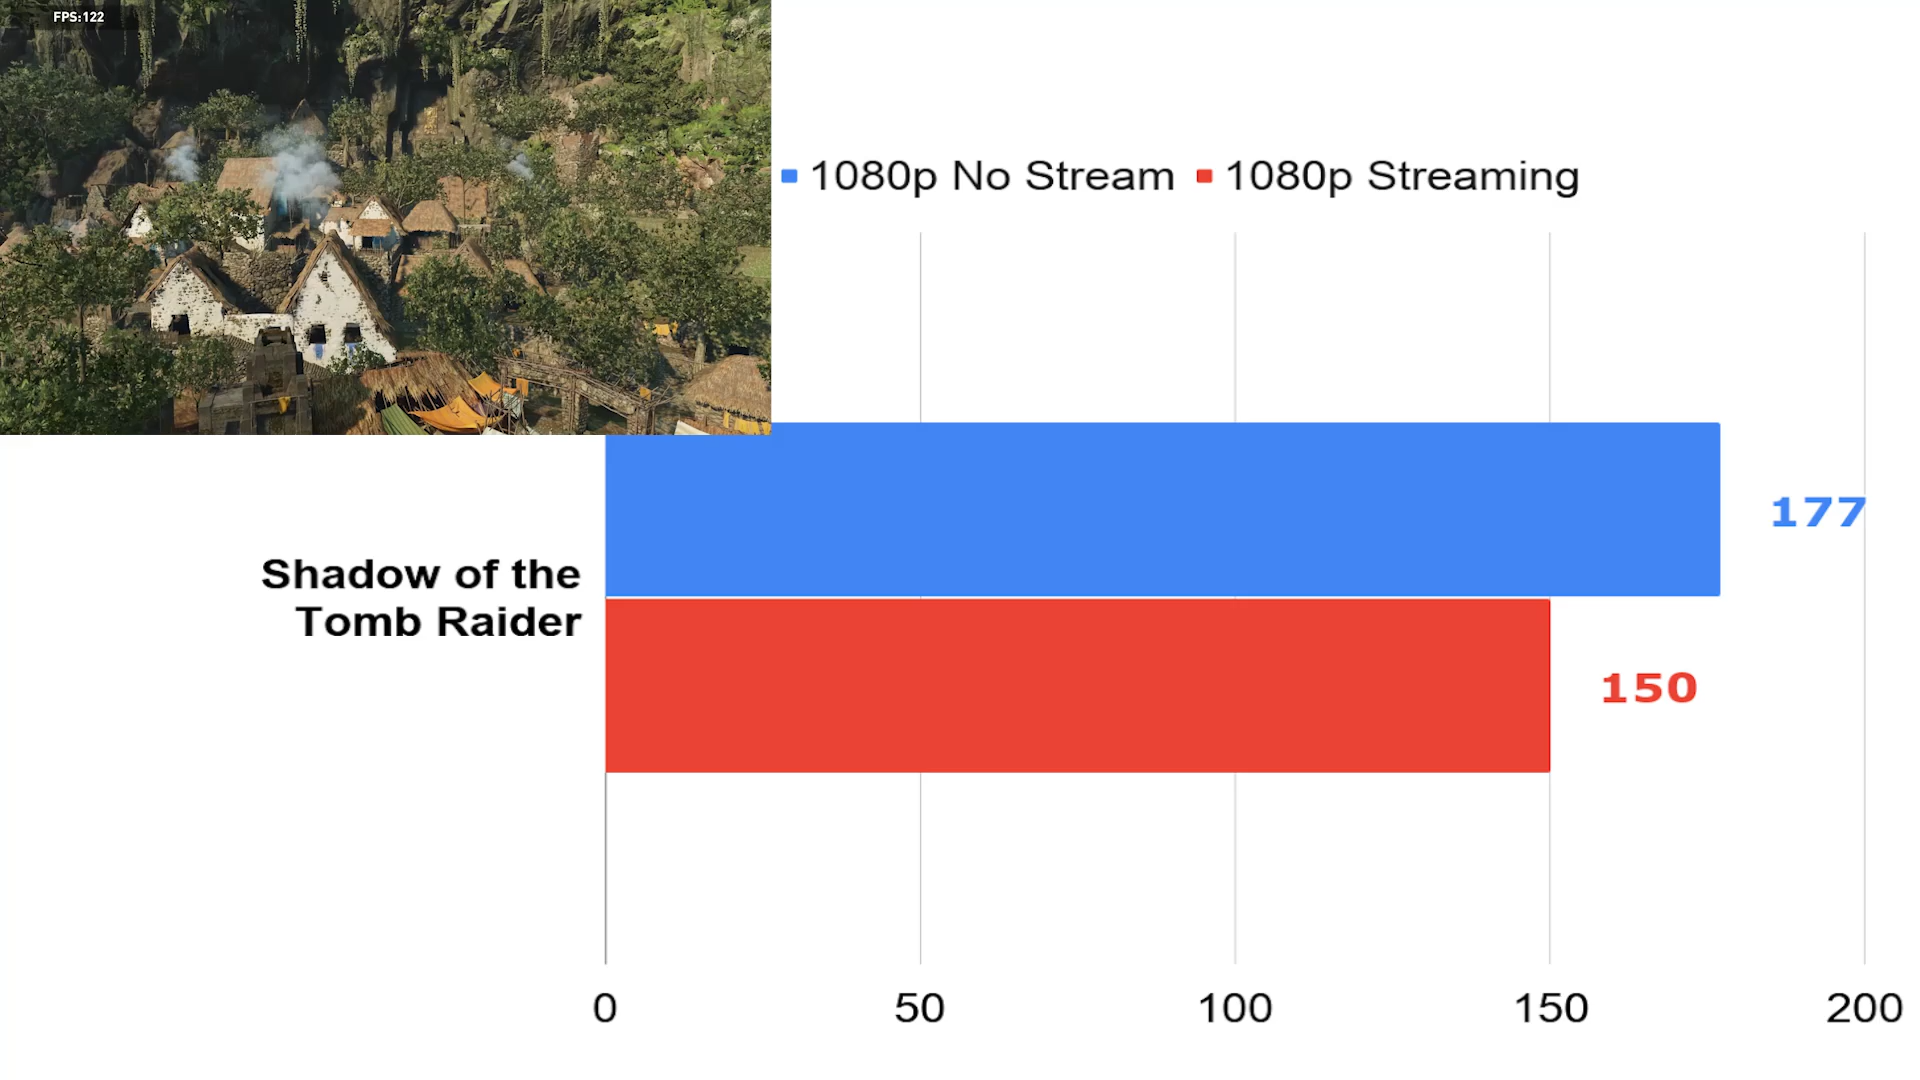 FPS:122
1080p No Stream
1080p Streaming
177
Shadow of the
Tomb Raider
150
0 50 100 150 200